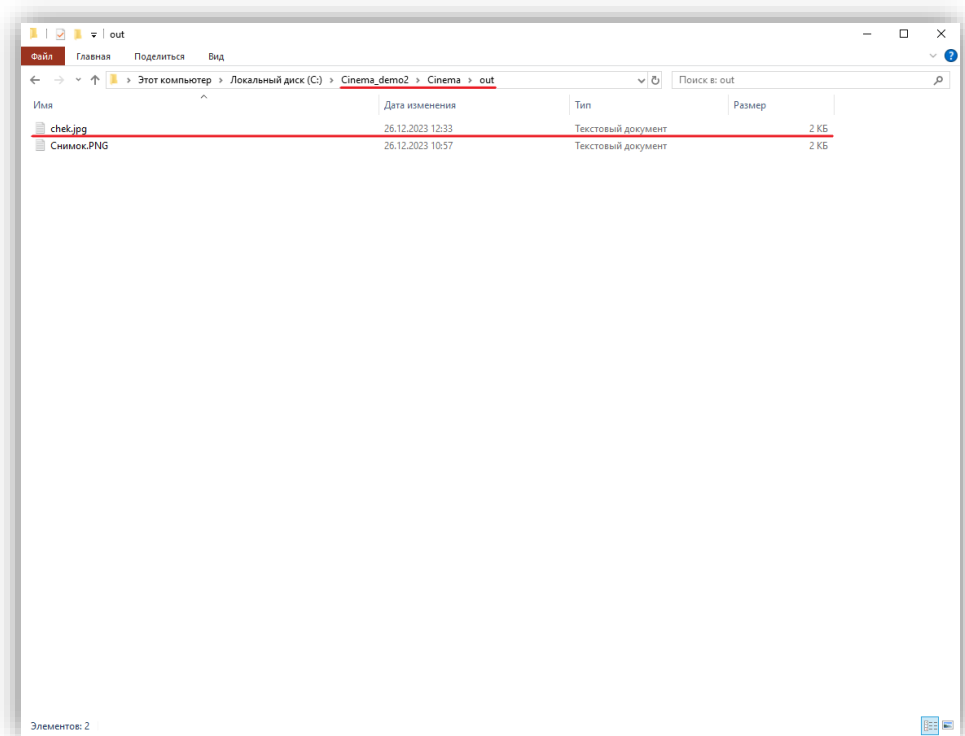 out
Файл Главная Поделиться Вид
Этот компьютер › Локальный диск (C:) › Cinema_demo2 › Cinema › out Поиск в: out
Имя Дата изменения Тип Размер
chek.jpg 26.12.2023 12:33 Текстовый документ 2 КБ
Снимок.PNG 26.12.2023 10:57 Текстовый документ 2 КБ
Элементов: 2